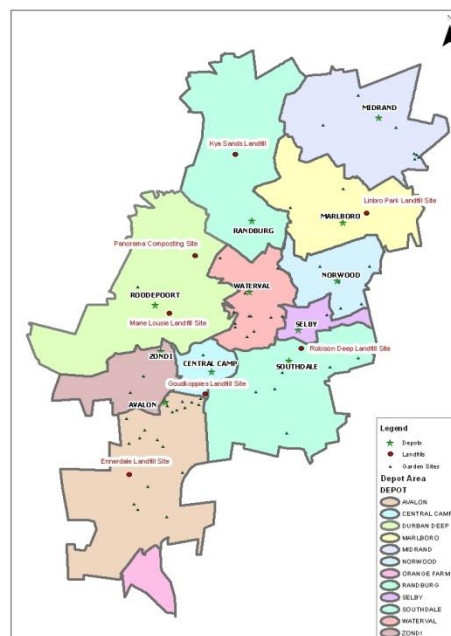 N
MIDRAND
Kya Sands Landfill
Linbro Park Landfill Site
MARLBORO
RANDBURG
Panorama Composting Site
NORWOOD
WATERVAL
ROODEPOORT
Marie Lousie Landfill Site
SELBY
Robison Deep Landfill Site
ZONDI
CENTRAL CAMP
SOUTHDALE
Goudkoppies Landfill Site
AVALON
Ennerdale Landfill Site
Legend
Depots
Landfills
Garden Sites
Depot Area
DEPOT
AVALON
CENTRAL CAMP
DURBAN DEEP
MARLBORO
MIDRAND
NORWOOD
ORANGE FARM
RANDBURG
SELBY
SOUTHDALE
WATERVAL
ZONDI